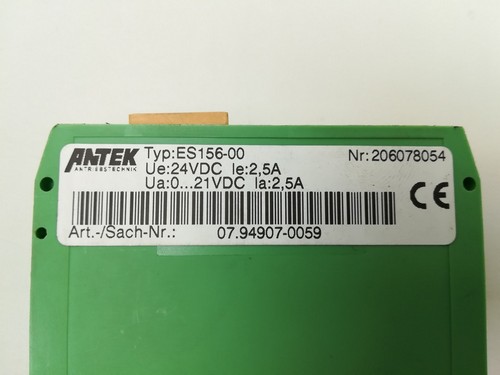 ANTEK Typ:ES156-00 Nr:206078054
ANTRIEBSTECHNIK Ue:24VDC Ie:2,5A
Ua:0...21VDC Ia:2,5A
CE
Art.-/Sach-Nr.: 07.94907-0059